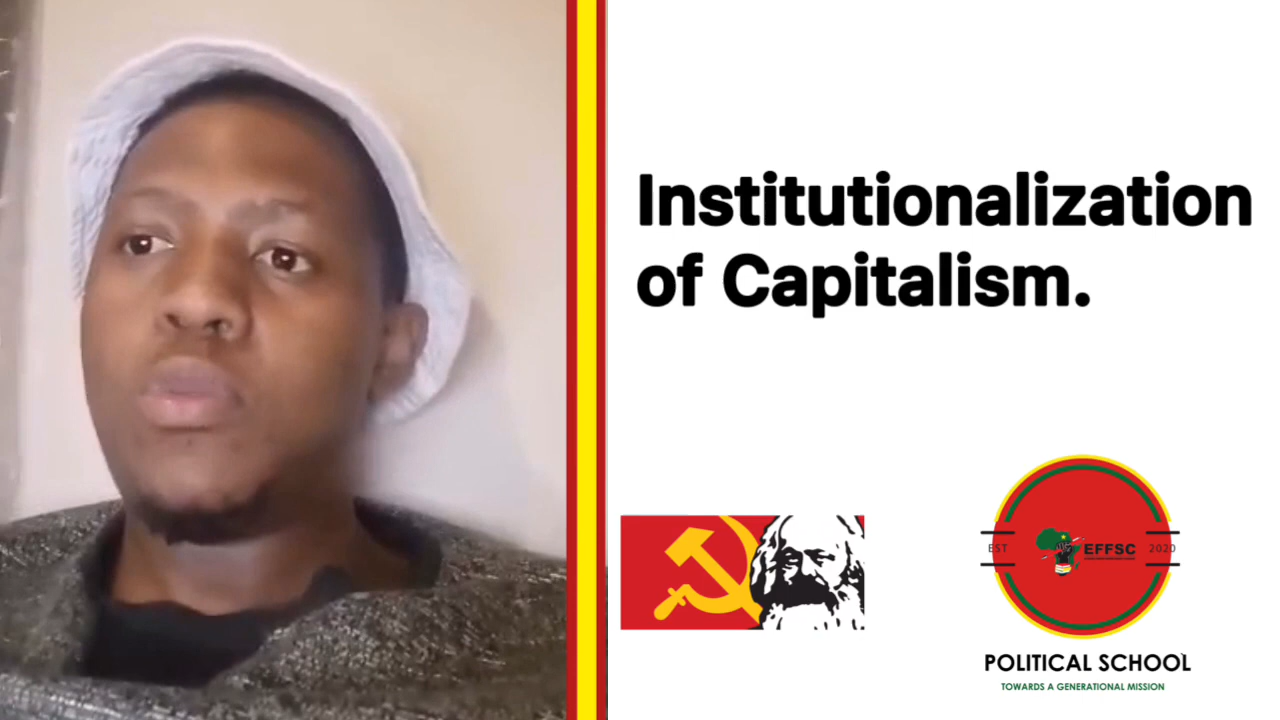 Institutionalization
of Capitalism.
EST
EFFSC
2020
POLITICAL SCHOOL
TOWARDS A GENERATIONAL MISSION